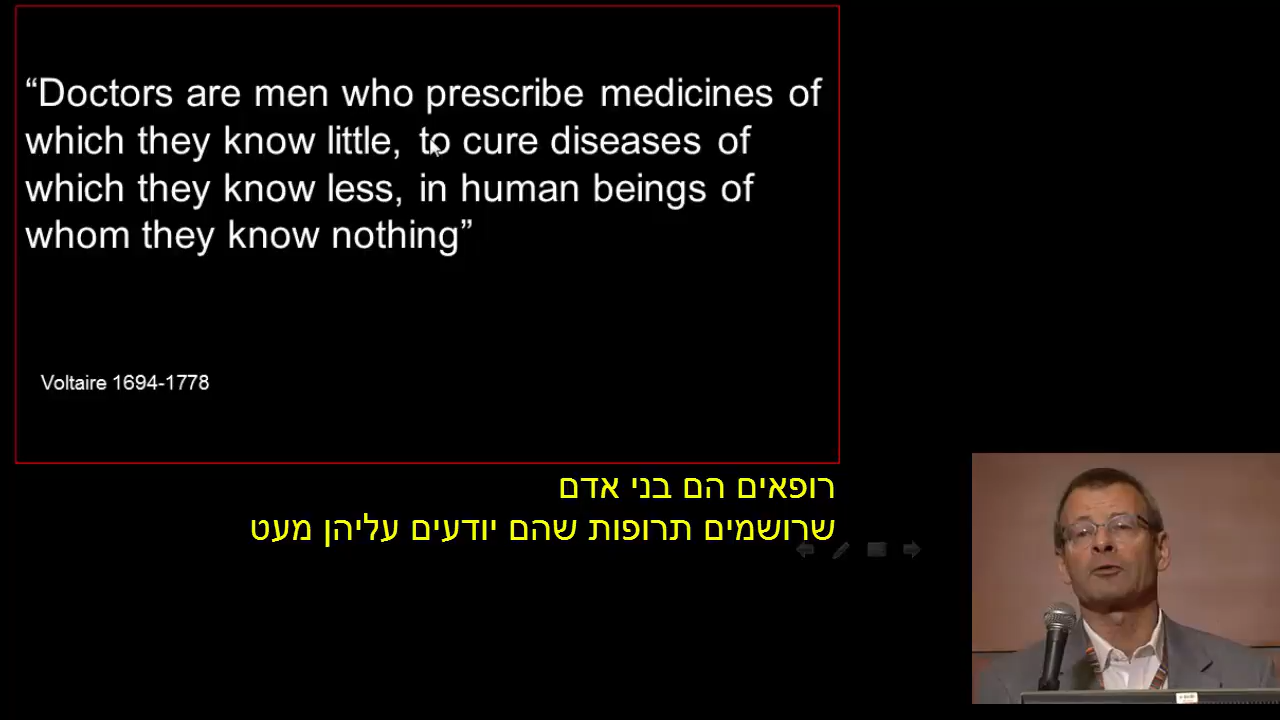 “Doctors are men who prescribe medicines of
which they know little, to cure diseases of
which they know less, in human beings of
whom they know nothing”
Voltaire 1694-1778
רופאים הם בני אדם
שרושמים תרופות שהם יודעים עליהן מעט